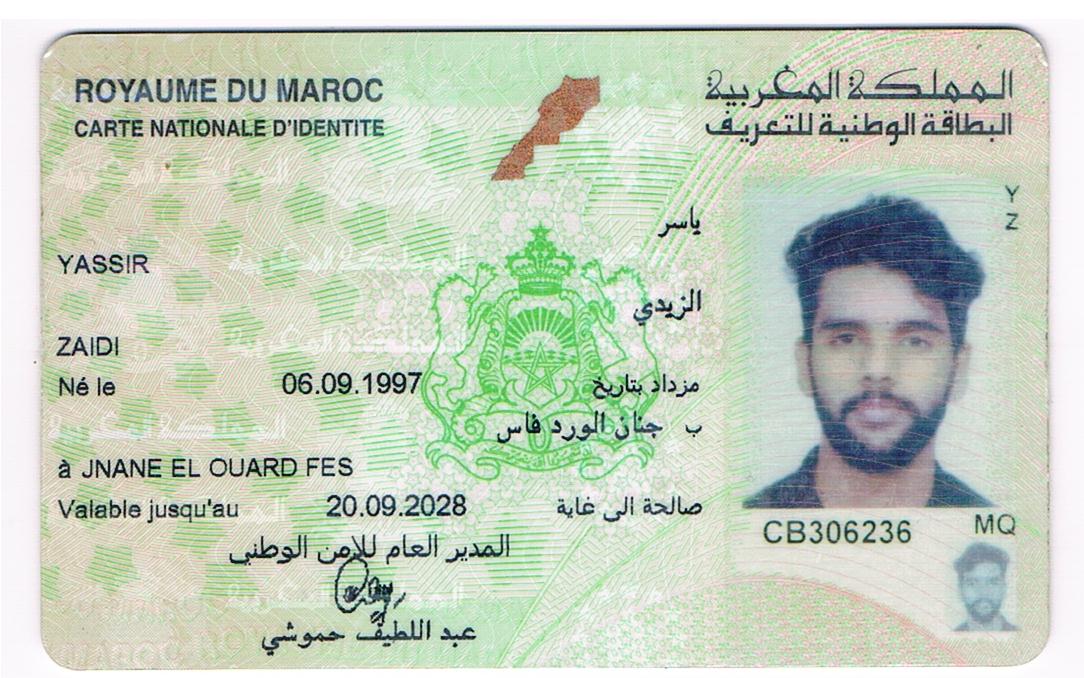 ROYAUME DU MAROC
المملكة المغربية
CARTE NATIONALE D'IDENTITE
البطاقة الوطنية للتعريف
Y
Z
ياسر
YASSIR
الزيدي
ZAIDI
Né le 06.09.1997 مزداد بتاريخ
ب جنان الورد فاس
à JNANE EL OUARD FES
Valable jusqu'au 20.09.2028 صالحة الى غاية
CB306236
MQ
المدير العام للامن الوطني
عبد اللطيف حموشي